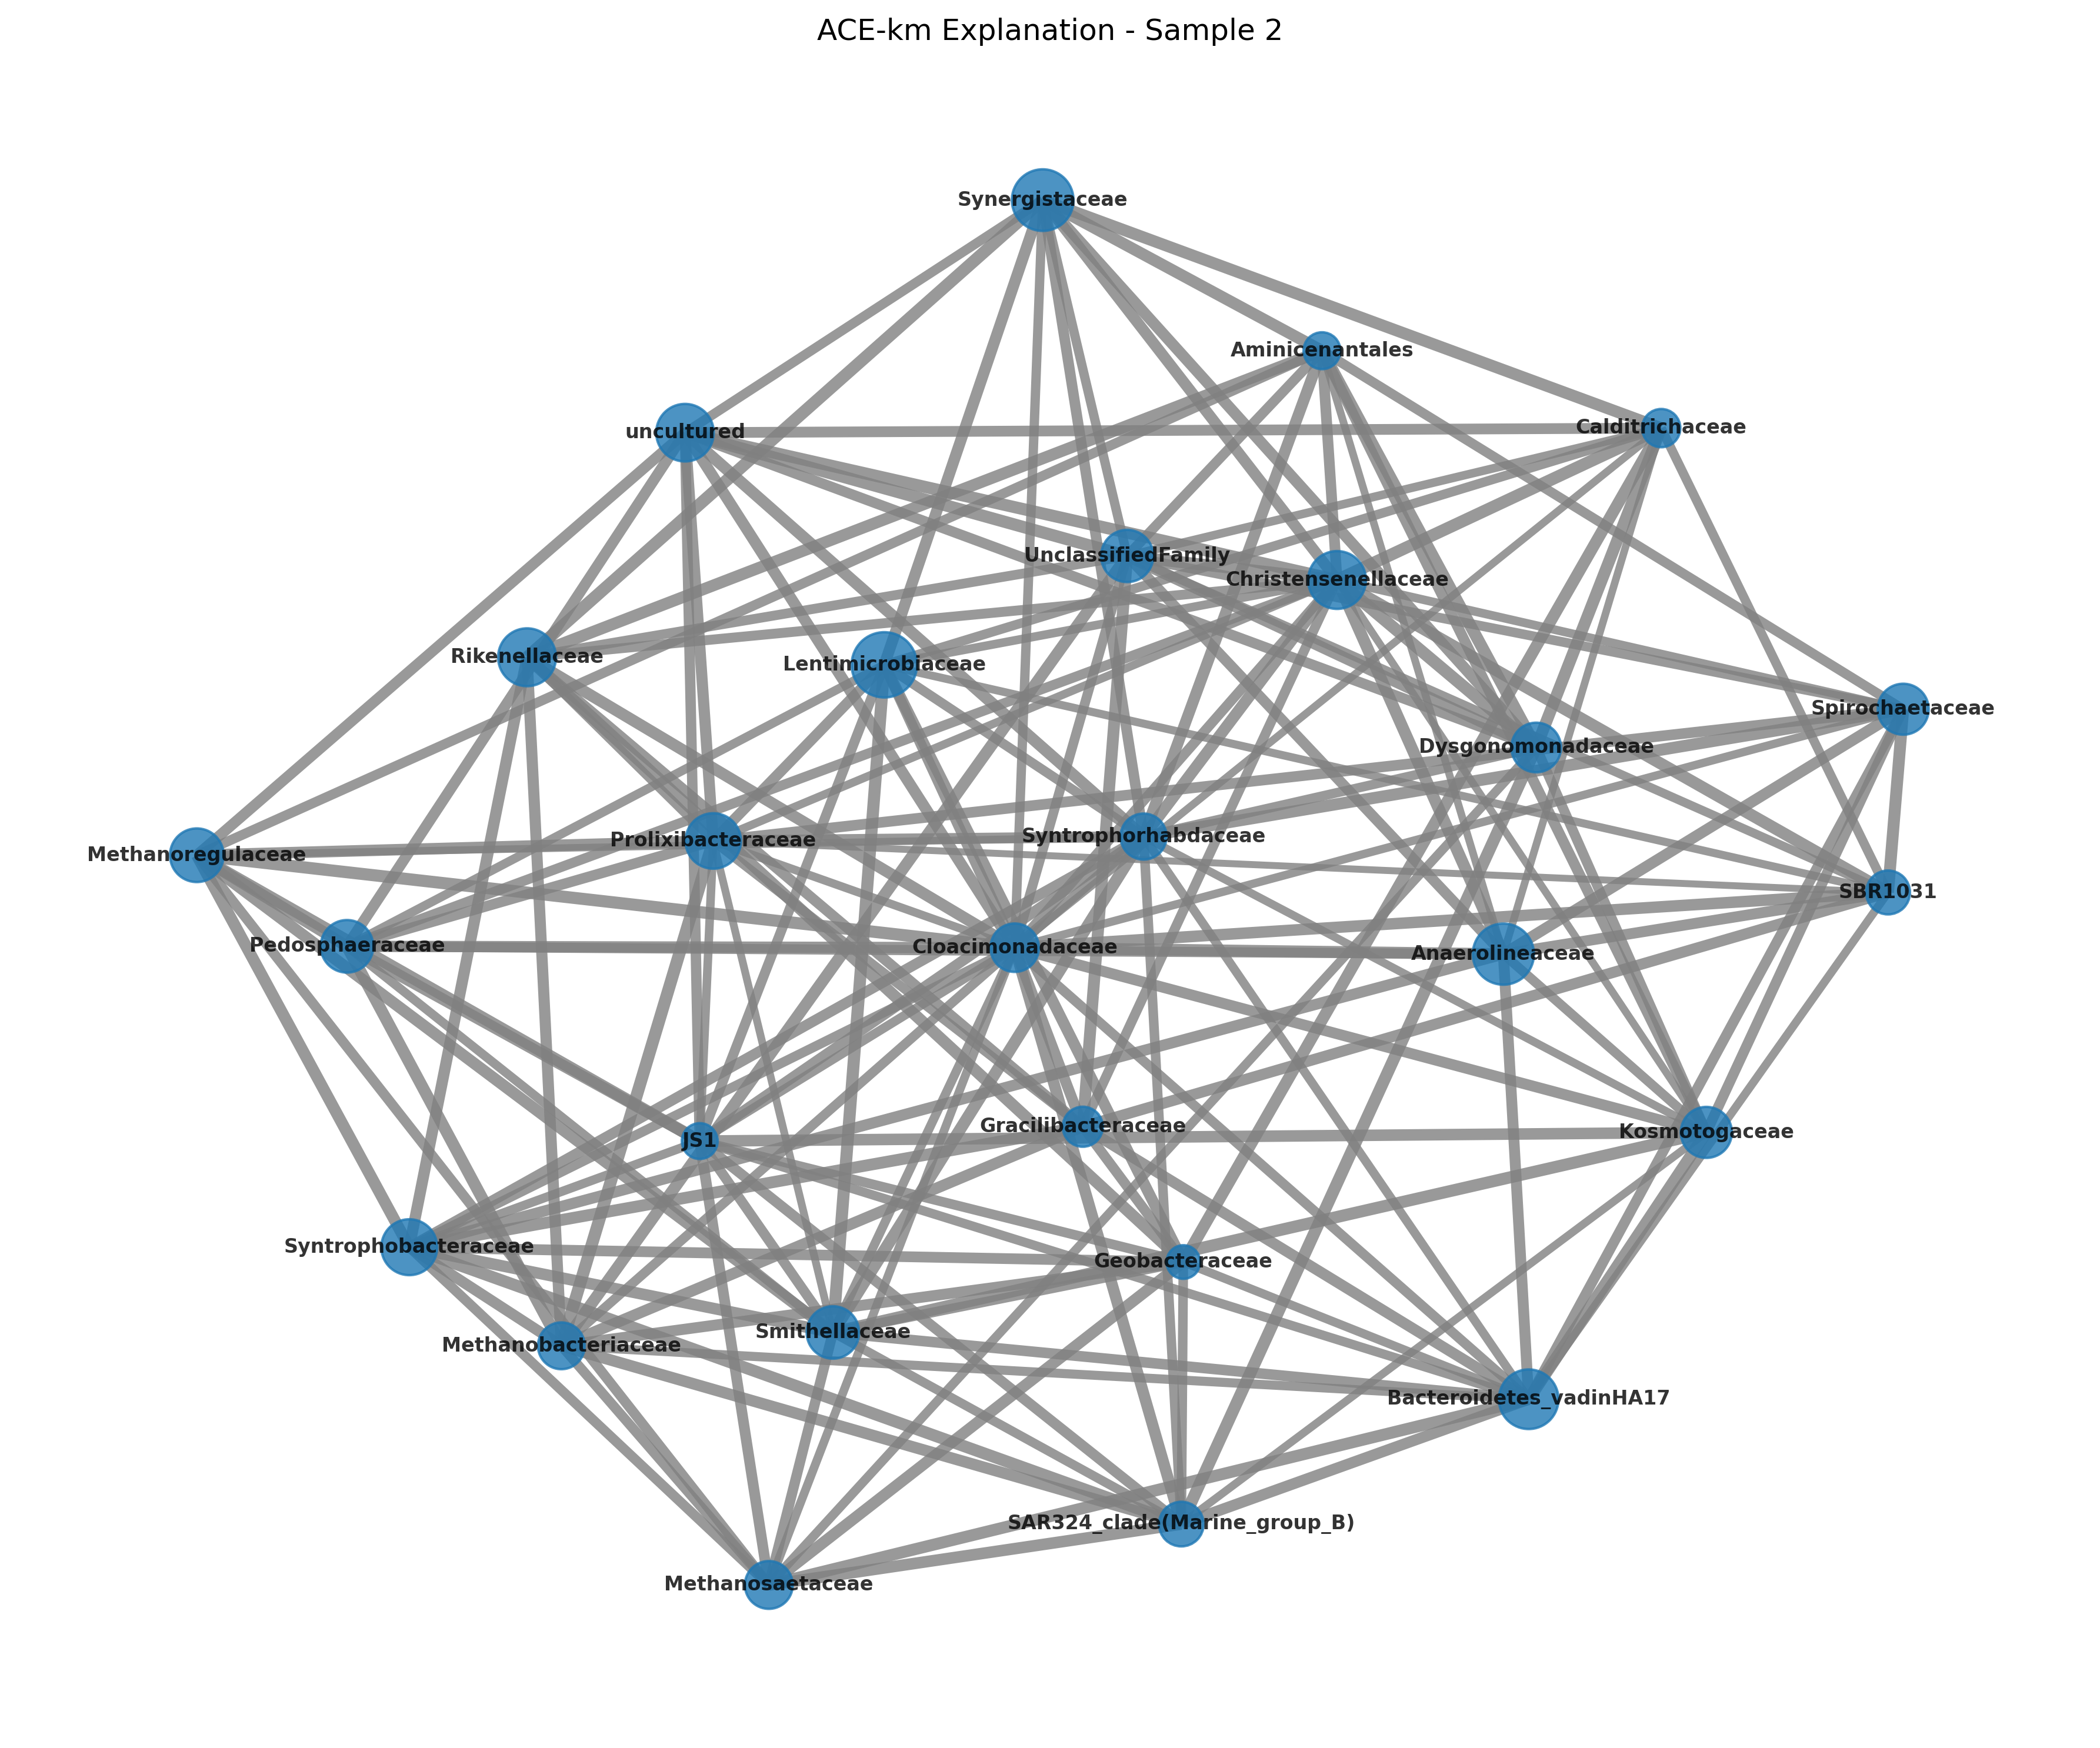 ACE-km Explanation - Sample 2
Synergistaceae
Aminicenantales
Calditrichaceae
uncultured
UnclassifiedFamily
Christensenellaceae
Rikenellaceae
Lentimicrobiaceae
Spirochaetaceae
Dysgonomonadaceae
Syntrophorhabdaceae
Prolixibacteraceae
Methanoregulaceae
SBR1031
Pedosphaeraceae
Cloacimonadaceae
Anaerolineaceae
Gracilibacteraceae
Kosmotogaceae
JS1
Syntrophobacteraceae
Geobacteraceae
Smithellaceae
Methanobacteriaceae
Bacteroidetes_vadinHA17
SAR324_clade(Marine_group_B)
Methanosaetaceae